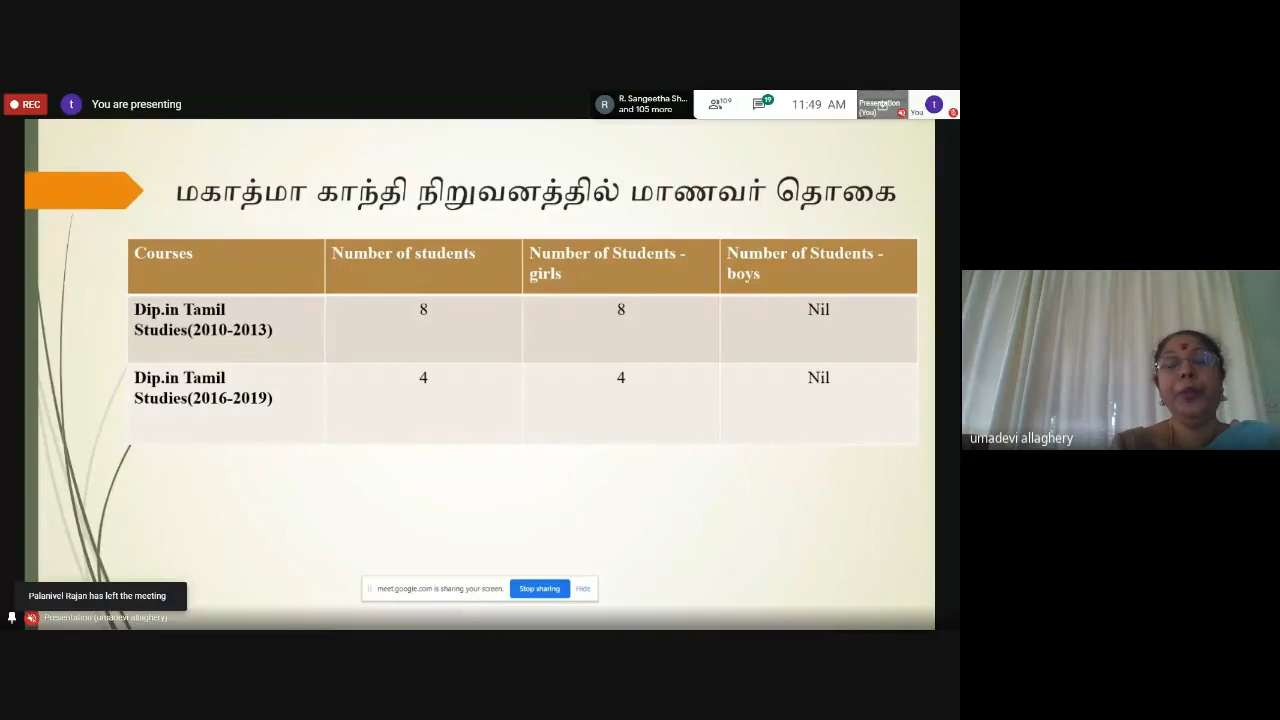 REC
t
You are presenting
R
R. Sangeetha Sh...
and 105 more
109
19
11:49 AM
Presentation
(You)
You
t
மகாத்மா காந்தி நிறுவனத்தில் மாணவர் தொகை
Courses
Number of students
Number of Students -
girls
Number of Students -
boys
Dip.in Tamil
Studies(2010-2013)
8
8
Nil
Dip.in Tamil
Studies(2016-2019)
4
4
Nil
umadevi allaghery
meet.google.com is sharing your screen.
Stop sharing
Hide
Palanivel Rajan has left the meeting
Presentation (umadevi allaghery)